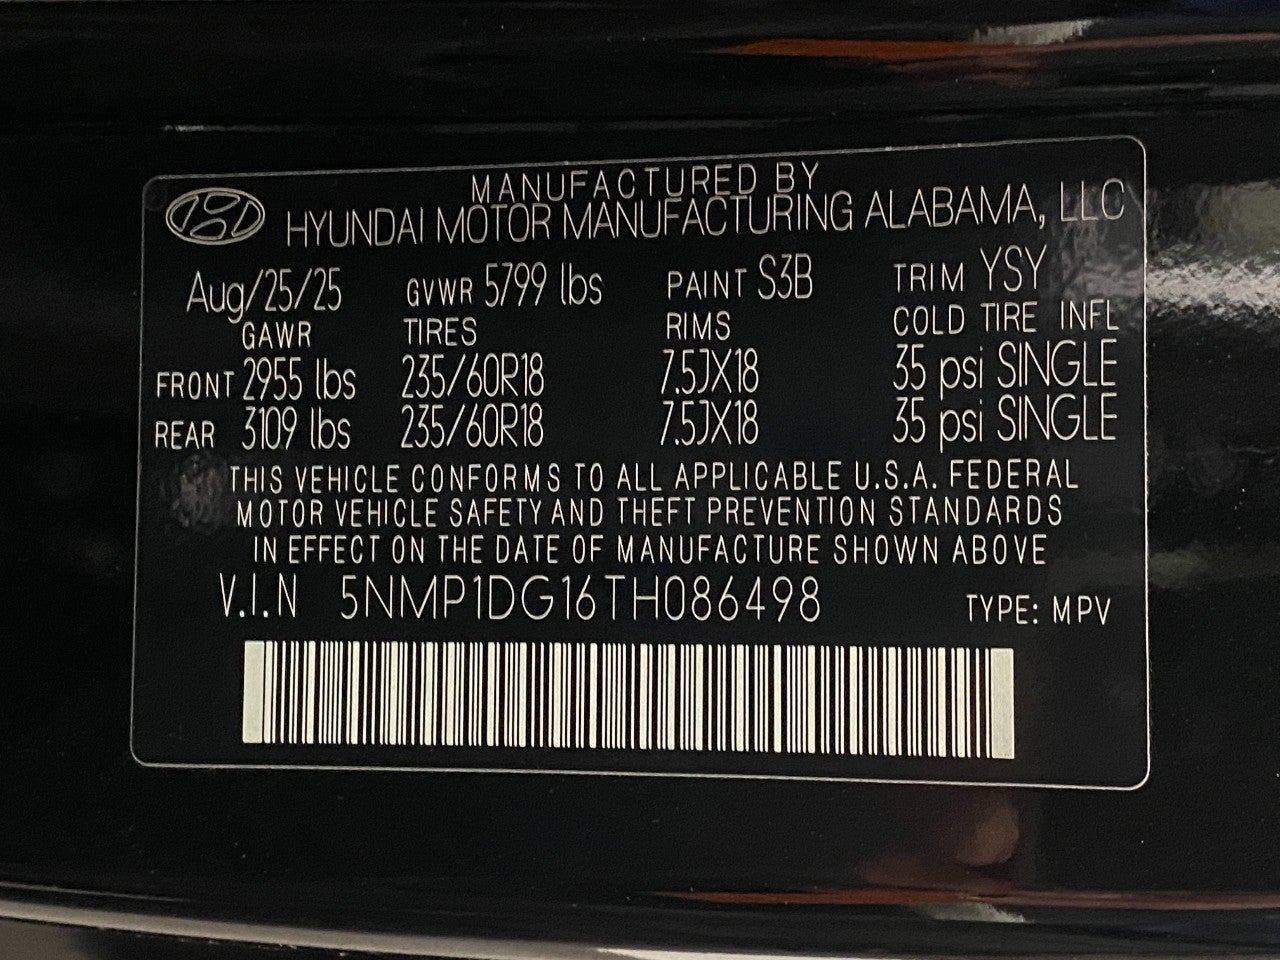 MANUFACTURED BY
HYUNDAI MOTOR MANUFACTURING ALABAMA, LLC
Aug/25/25 GVWR 5799 lbs PAINT S3B TRIM YSY
GAWR TIRES RIMS COLD TIRE INFL
FRONT 2955 lbs 235/60R18 7.5JX18 35 psi SINGLE
REAR 3109 lbs 235/60R18 7.5JX18 35 psi SINGLE
THIS VEHICLE CONFORMS TO ALL APPLICABLE U.S.A. FEDERAL
MOTOR VEHICLE SAFETY AND THEFT PREVENTION STANDARDS
IN EFFECT ON THE DATE OF MANUFACTURE SHOWN ABOVE
V.I.N 5NMP1DG16TH086498 TYPE: MPV